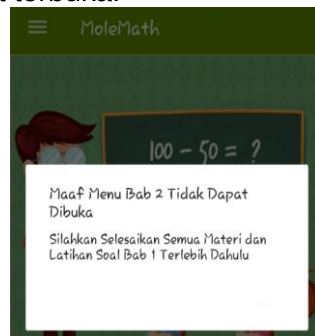 MoleMath
100 - 50 = ?
Maaf Menu Bab 2 Tidak Dapat
Dibuka
Silahkan Selesaikan Semua Materi dan
Latihan Soal Bab 1 Terlebih Dahulu